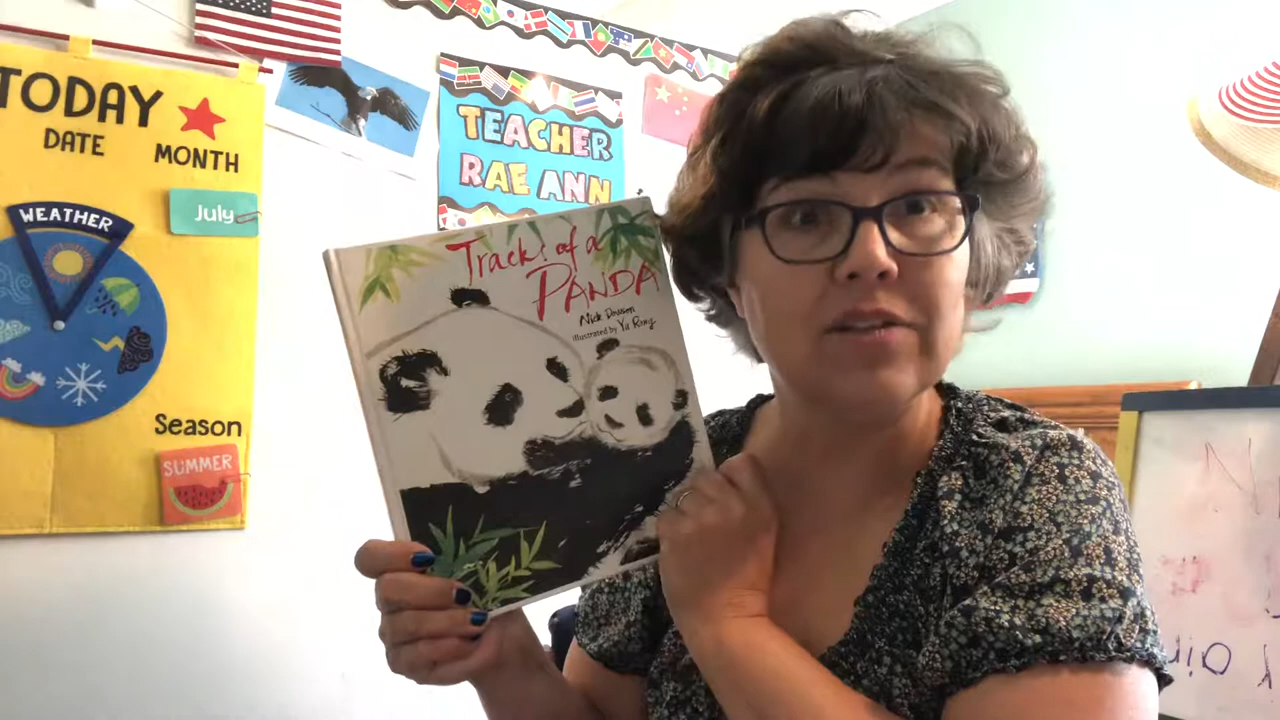 TODAY
DATE
MONTH
WEATHER
July
Season
SUMMER
TEACHER
RAE ANN
Tracks of a
PANDA
Nick Dowson
illustrated by Yu Rong